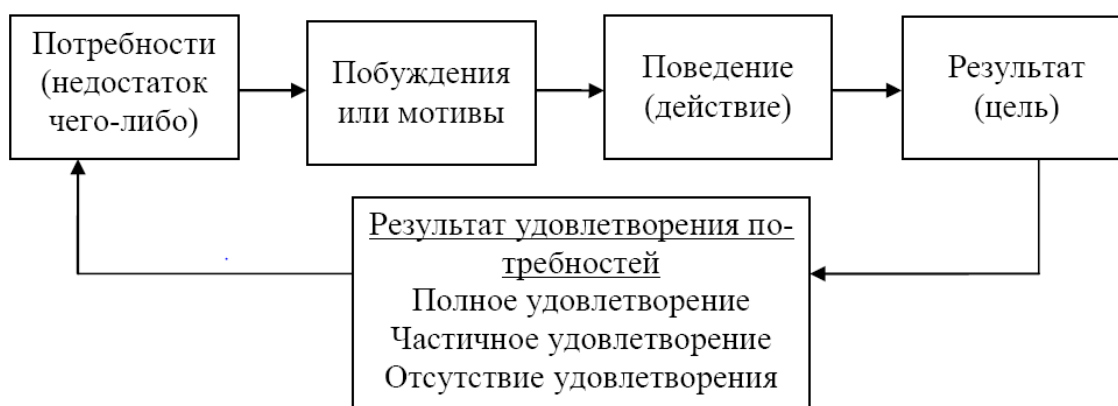 Потребности
(недостаток
чего-либо)
Побуждения
или мотивы
Поведение
(действие)
Результат
(цель)
Результат удовлетворения по-
требностей
Полное удовлетворение
Частичное удовлетворение
Отсутствие удовлетворения